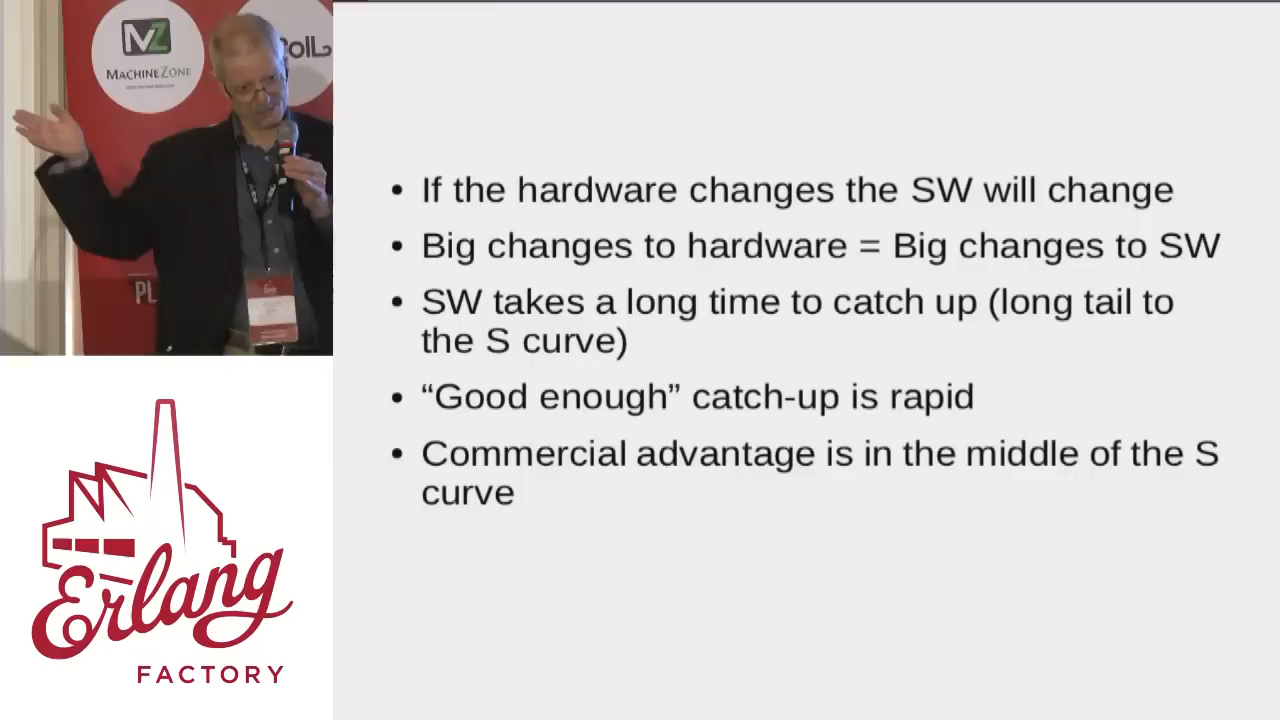 MZ
MACHINEZONE
PL
If the hardware changes the SW will change
Big changes to hardware = Big changes to SW
SW takes a long time to catch up (long tail to
the S curve)
“Good enough” catch-up is rapid
Commercial advantage is in the middle of the S
curve
Erlang
FACTORY